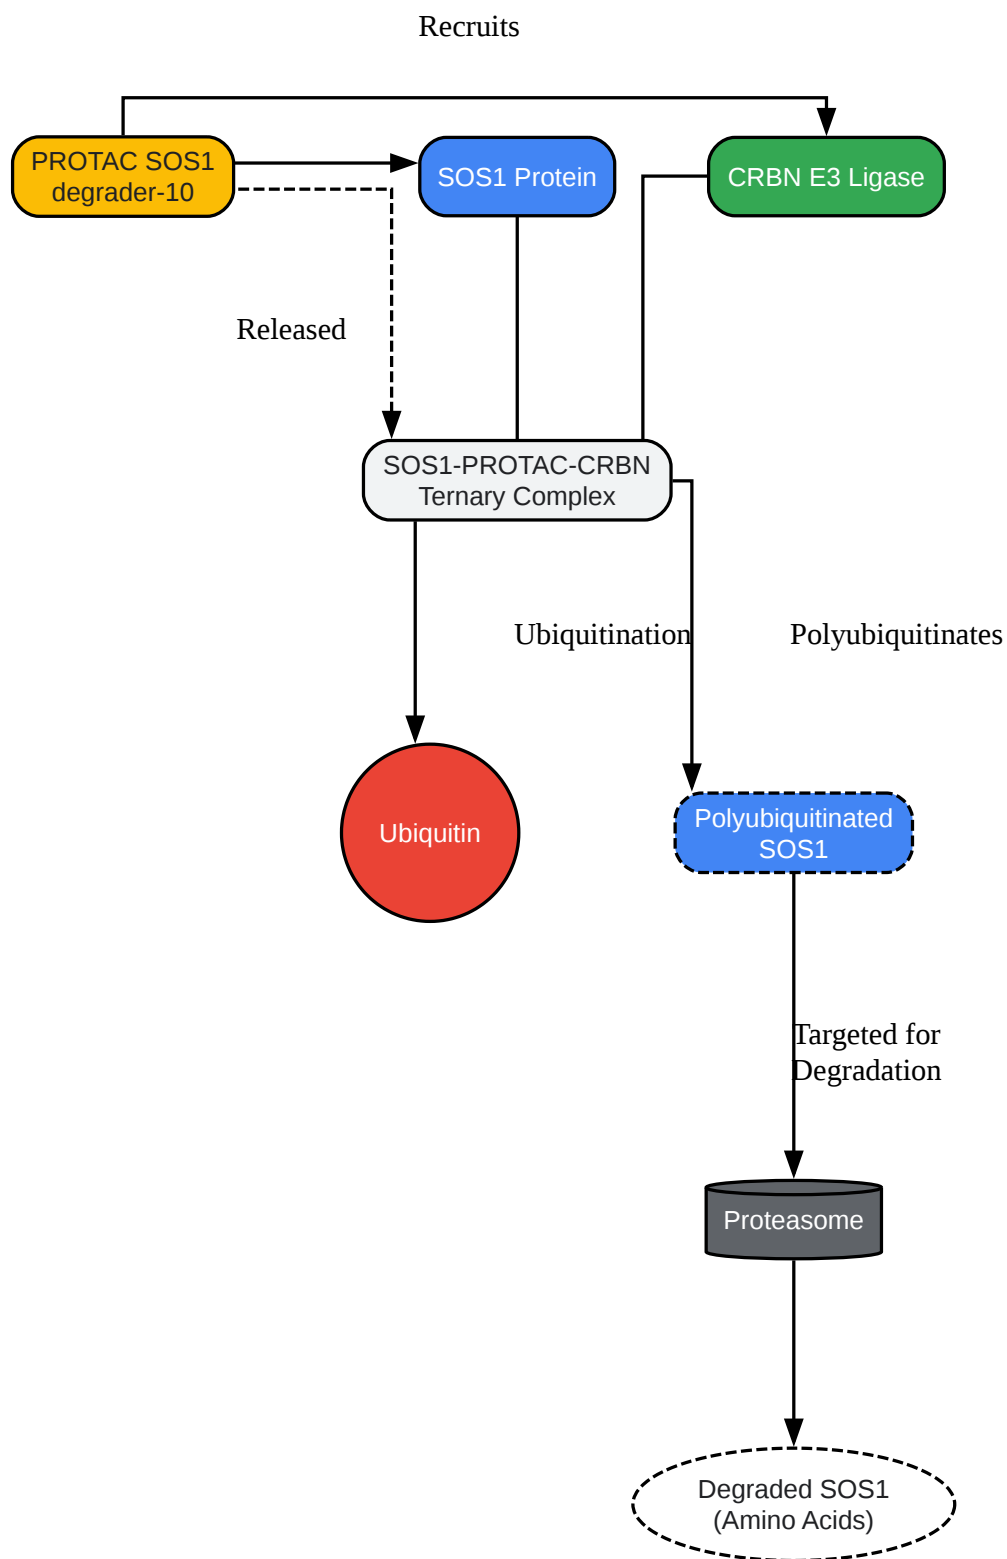 Recruits
PROTAC SOS1
degrader-10
SOS1 Protein
CRBN E3 Ligase
Released
SOS1-PROTAC-CRBN
Ternary Complex
Ubiquitination
Polyubiquitinates
Ubiquitin
Polyubiquitinated
SOS1
Targeted for
Degradation
Proteasome
Degraded SOS1
(Amino Acids)